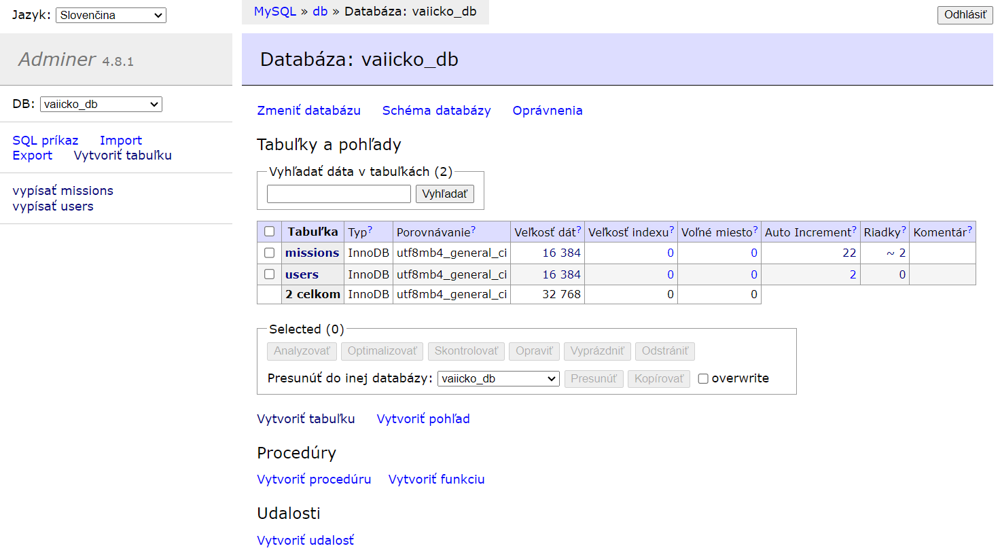 Jazyk: Slovenčina
MySQL » db » Databáza: vaiicko_db
Odhlásiť
Adminer 4.8.1
Databáza: vaiicko_db
DB: vaiicko_db
SQL príkaz Import
Export Vytvoriť tabuľku
vypísať missions
vypísať users
Zmeniť databázu Schéma databázy Oprávnenia
Tabuľky a pohľady
Vyhľadať dáta v tabuľkách (2)
Vyhľadať
Tabuľka Typ? Porovnávanie? Veľkosť dát? Veľkosť indexu? Voľné miesto? Auto Increment? Riadky? Komentár?
missions InnoDB utf8mb4_general_ci 16 384 0 0 22 ~ 2
users InnoDB utf8mb4_general_ci 16 384 0 0 2 0
2 celkom InnoDB utf8mb4_general_ci 32 768 0 0
Selected (0)
Analyzovať Optimalizovať Skontrolovať Opraviť Vyprázdniť Odstrániť
Presunúť do inej databázy: vaiicko_db Presunúť Kopírovať overwrite
Vytvoriť tabuľku Vytvoriť pohľad
Procedúry
Vytvoriť procedúru Vytvoriť funkciu
Udalosti
Vytvoriť udalosť